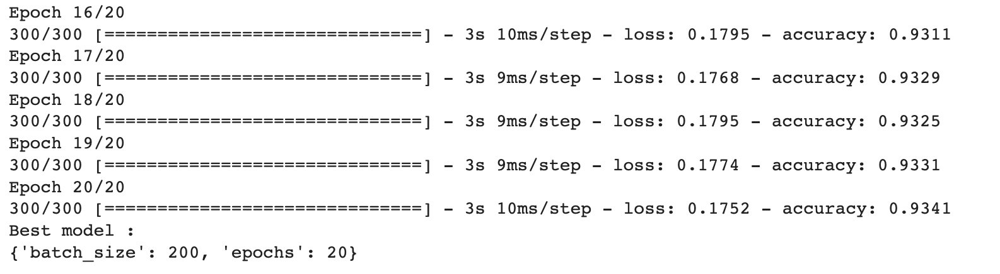 Epoch 16/20
300/300 [==============================] - 3s 10ms/step - loss: 0.1795 - accuracy: 0.9311
Epoch 17/20
300/300 [==============================] - 3s 9ms/step - loss: 0.1768 - accuracy: 0.9329
Epoch 18/20
300/300 [==============================] - 3s 9ms/step - loss: 0.1795 - accuracy: 0.9325
Epoch 19/20
300/300 [==============================] - 3s 9ms/step - loss: 0.1774 - accuracy: 0.9331
Epoch 20/20
300/300 [==============================] - 3s 10ms/step - loss: 0.1752 - accuracy: 0.9341
Best model :
{'batch_size': 200, 'epochs': 20}